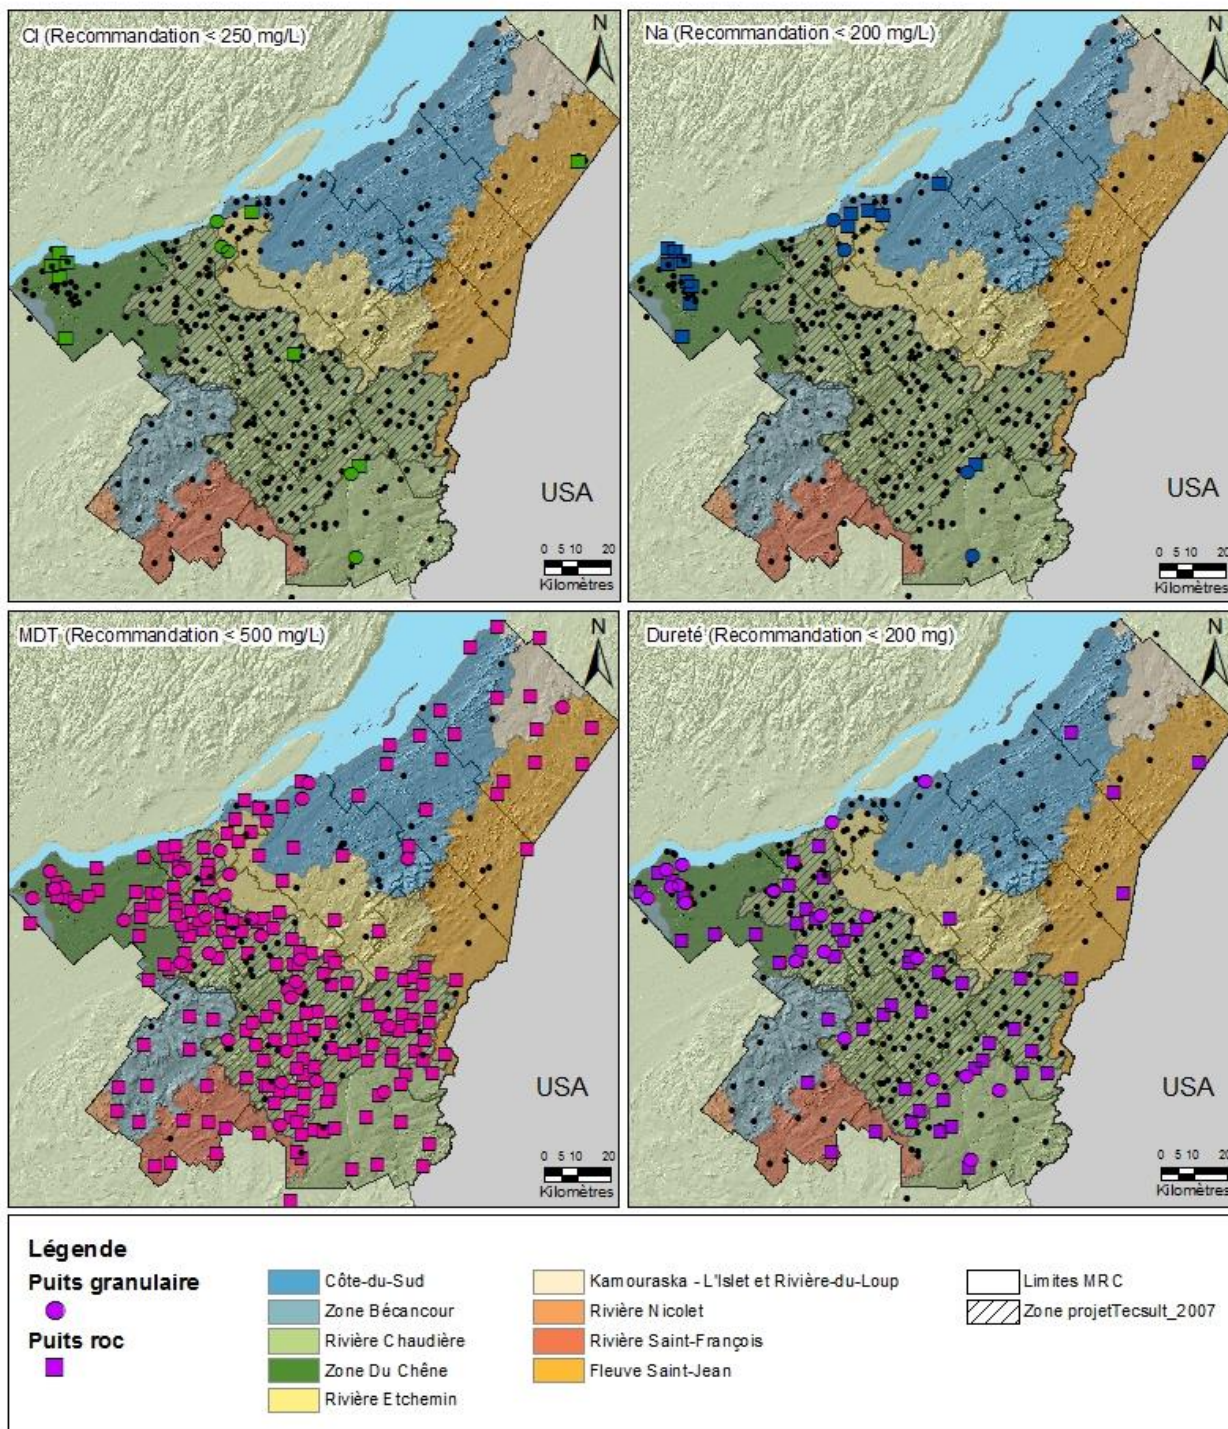 Cl (Recommandation < 250 mg/L)
N
USA
0 5 10 20
Kilomètres
Na (Recommandation < 200 mg/L)
N
USA
0 5 10 20
Kilomètres
MDT (Recommandation < 500 mg/L)
N
USA
0 5 10 20
Kilomètres
Dureté (Recommandation < 200 mg)
N
USA
0 5 10 20
Kilomètres
Légende
Puits granulaire
Puits roc
Côte-du-Sud
Zone Bécancour
Rivière Chaudière
Zone Du Chêne
Rivière Etchemin
Kamouraska - L'Islet et Rivière-du-Loup
Rivière Nicolet
Rivière Saint-François
Fleuve Saint-Jean
Limites MRC
Zone projetTecsult_2007